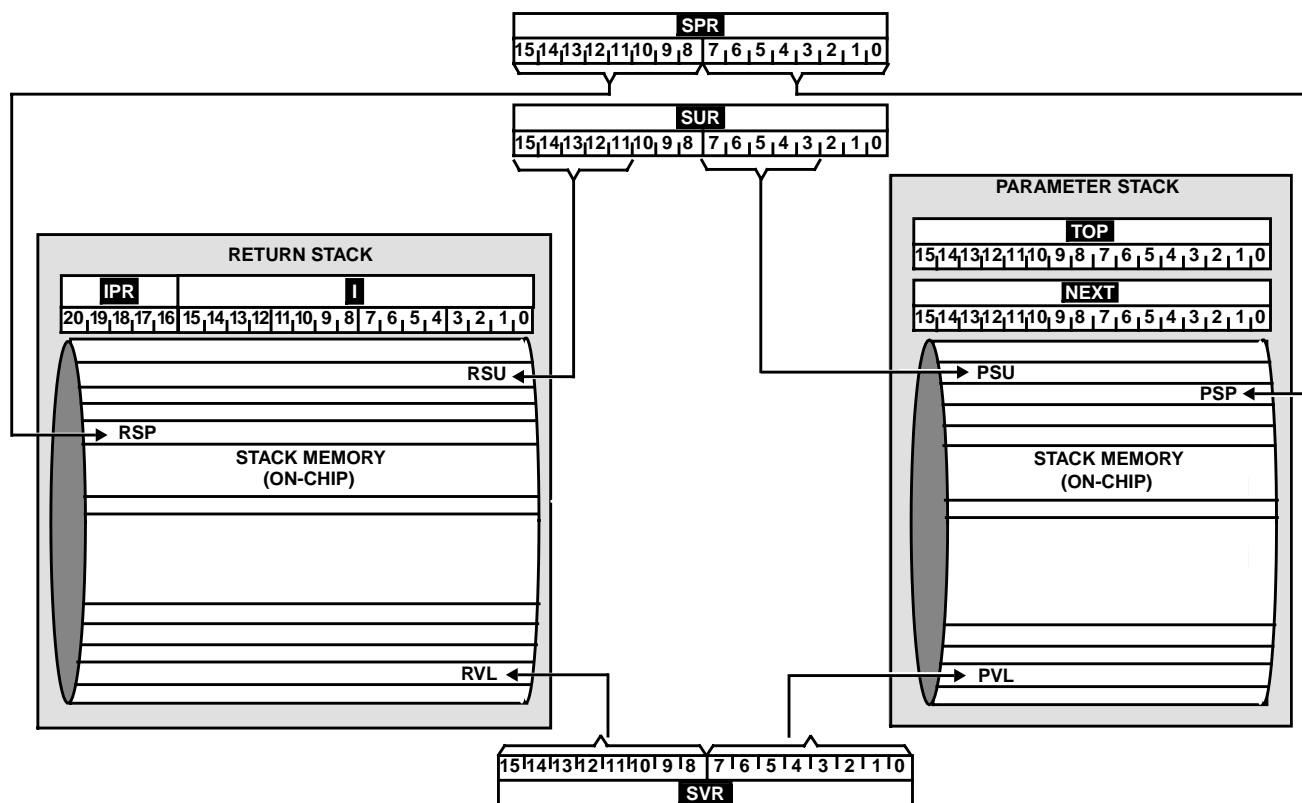 SPR
15 14 13 12 11 10 9 8 7 6 5 4 3 2 1 0
SUR
15 14 13 12 11 10 9 8 7 6 5 4 3 2 1 0
RETURN STACK
IPR I
20 19 18 17 16 15 14 13 12 11 10 9 8 7 6 5 4 3 2 1 0
RSU
RSP
STACK MEMORY
(ON-CHIP)
RVL
PARAMETER STACK
TOP
15 14 13 12 11 10 9 8 7 6 5 4 3 2 1 0
NEXT
15 14 13 12 11 10 9 8 7 6 5 4 3 2 1 0
PSU
PSP
STACK MEMORY
(ON-CHIP)
PVL
15 14 13 12 11 10 9 8 7 6 5 4 3 2 1 0
SVR